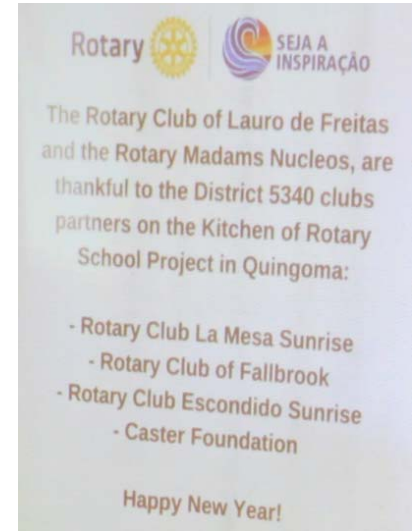 Rotary
SEJA A
INSPIRAÇÃO
The Rotary Club of Lauro de Freitas
and the Rotary Madams Nucleos, are
thankful to the District 5340 clubs
partners on the Kitchen of Rotary
School Project in Quingoma:
- Rotary Club La Mesa Sunrise
- Rotary Club of Fallbrook
- Rotary Club Escondido Sunrise
- Caster Foundation
Happy New Year!